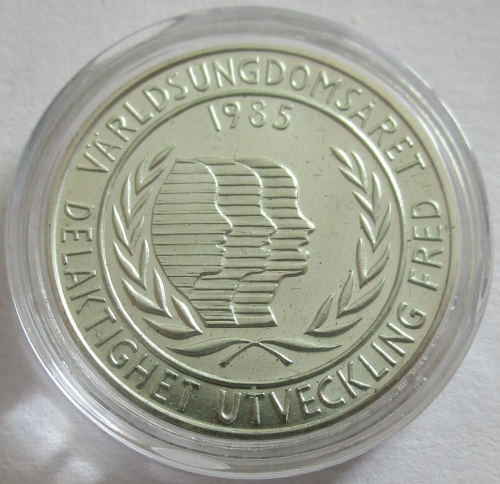 VÄRLDSUNGDOMSÅRET
1985
DELAKTIGHET UTVECKLING FRED